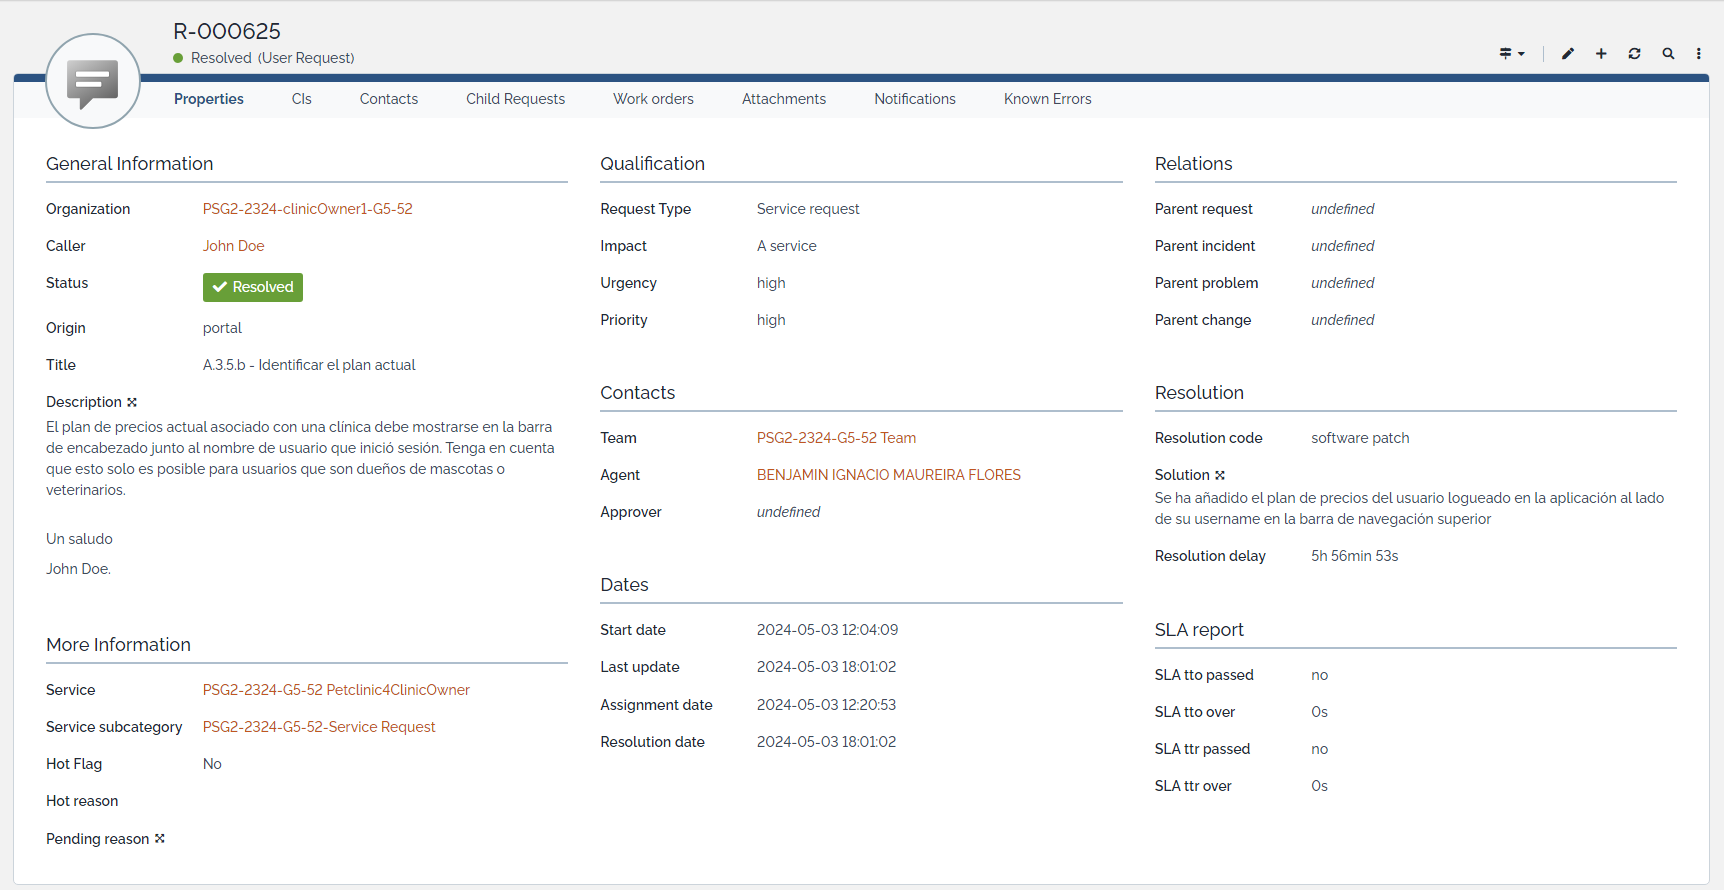 R-000625
Resolved (User Request)
Properties CIs Contacts Child Requests Work orders Attachments Notifications Known Errors
General Information
Organization PSG2-2324-clinicOwner1-G5-52
Caller John Doe
Status Resolved
Origin portal
Title A.3.5.b - Identificar el plan actual
Description
El plan de precios actual asociado con una clínica debe mostrarse en la barra
de encabezado junto al nombre de usuario que inició sesión. Tenga en cuenta
que esto solo es posible para usuarios que son dueños de mascotas o
veterinarios.
Un saludo
John Doe.
More Information
Service PSG2-2324-G5-52 Petclinic4ClinicOwner
Service subcategory PSG2-2324-G5-52-Service Request
Hot Flag No
Hot reason
Pending reason
Qualification
Request Type Service request
Impact A service
Urgency high
Priority high
Contacts
Team PSG2-2324-G5-52 Team
Agent BENJAMIN IGNACIO MAUREIRA FLORES
Approver undefined
Dates
Start date 2024-05-03 12:04:09
Last update 2024-05-03 18:01:02
Assignment date 2024-05-03 12:20:53
Resolution date 2024-05-03 18:01:02
Relations
Parent request undefined
Parent incident undefined
Parent problem undefined
Parent change undefined
Resolution
Resolution code software patch
Solution
Se ha añadido el plan de precios del usuario logueado en la aplicación al lado
de su username en la barra de navegación superior
Resolution delay 5h 56min 53s
SLA report
SLA tto passed no
SLA tto over 0s
SLA ttr passed no
SLA ttr over 0s